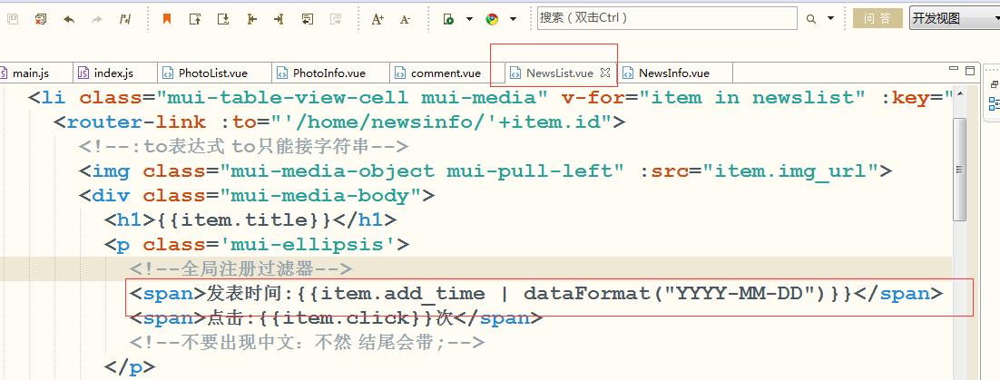 搜索（双击Ctrl）
问 答
开发视图
main.js index.js PhotoList.vue PhotoInfo.vue comment.vue NewsList.vue NewsInfo.vue
<li class="mui-table-view-cell mui-media" v-for="item in newslist" :key="
<router-link :to="'/home/newsinfo/'+item.id">
<!--:to表达式 to只能接字符串-->
<img class="mui-media-object mui-pull-left" :src="item.img_url">
<div class="mui-media-body">
<h1>{{item.title}}</h1>
<p class='mui-ellipsis'>
<!--全局注册过滤器-->
<span>发表时间:{{item.add_time | dataFormat("YYYY-MM-DD")}}</span>
<span>点击:{{item.click}}次</span>
<!--不要出现中文：不然 结尾会带;-->
</p>